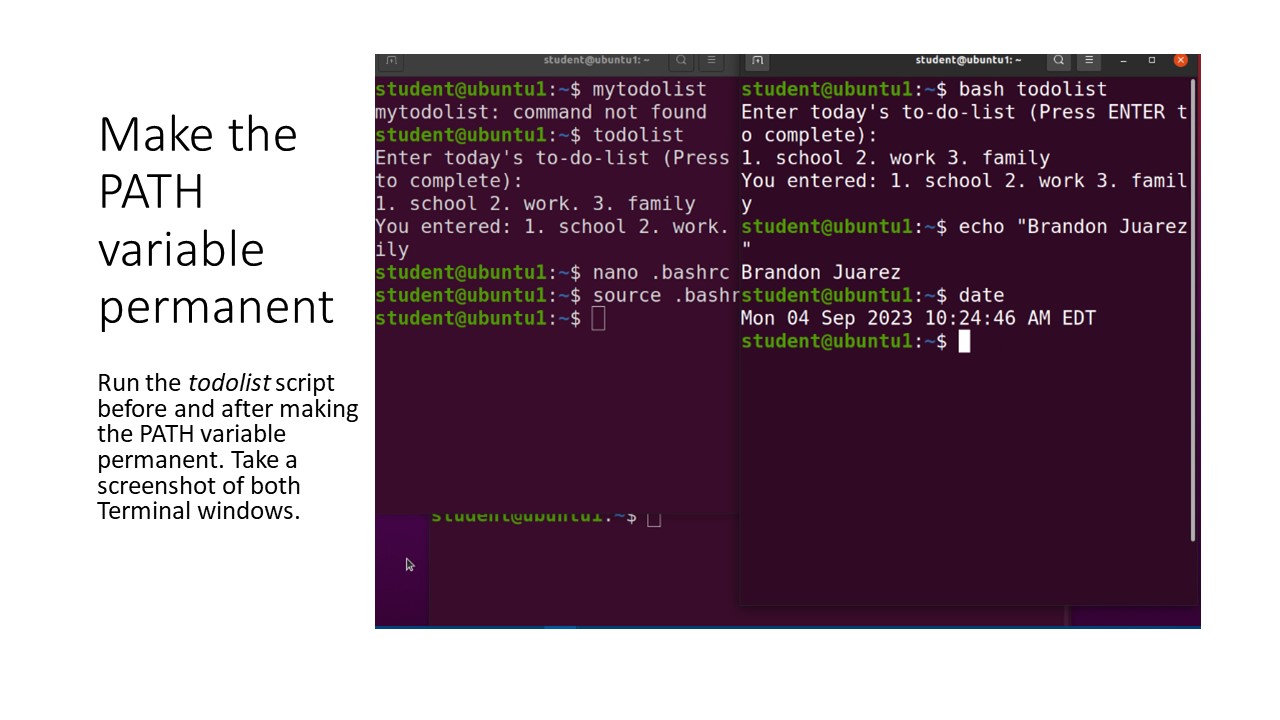 Make the
PATH
variable
permanent
Run the todolist script
before and after making
the PATH variable
permanent. Take a
screenshot of both
Terminal windows.
student@ubuntu1: ~
student@ubuntu1:~$ mytodolist
mytodolist: command not found
student@ubuntu1:~$ todolist
Enter today's to-do-list (Press
to complete):
1. school 2. work. 3. family
You entered: 1. school 2. work.
ily
student@ubuntu1:~$ nano .bashrc
student@ubuntu1:~$ source .bashr
student@ubuntu1:~$
student@ubuntu1:~$
student@ubuntu1: ~
student@ubuntu1:~$ bash todolist
Enter today's to-do-list (Press ENTER t
o complete):
1. school 2. work 3. family
You entered: 1. school 2. work 3. famil
y
student@ubuntu1:~$ echo "Brandon Juarez
"
Brandon Juarez
student@ubuntu1:~$ date
Mon 04 Sep 2023 10:24:46 AM EDT
student@ubuntu1:~$